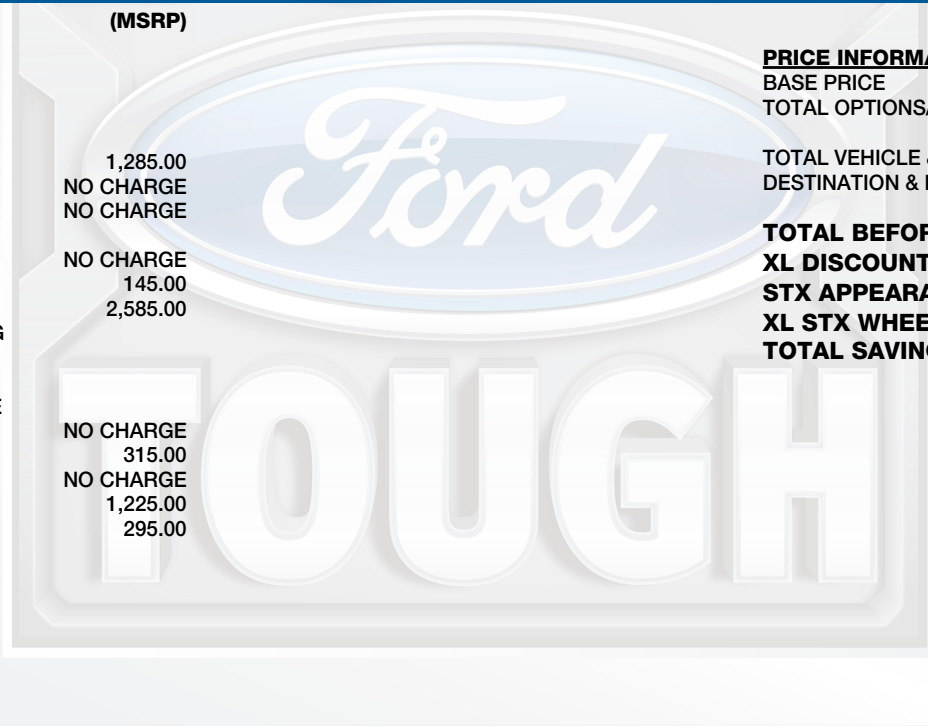 (MSRP)
1,285.00
NO CHARGE
NO CHARGE
NO CHARGE
145.00
2,585.00
G
E
NO CHARGE
315.00
NO CHARGE
1,225.00
295.00
Ford
TOUGH
PRICE INFORMA
BASE PRICE
TOTAL OPTIONS
TOTAL VEHICLE
DESTINATION &
TOTAL BEFOR
XL DISCOUNT
STX APPEARA
XL STX WHEE
TOTAL SAVIN